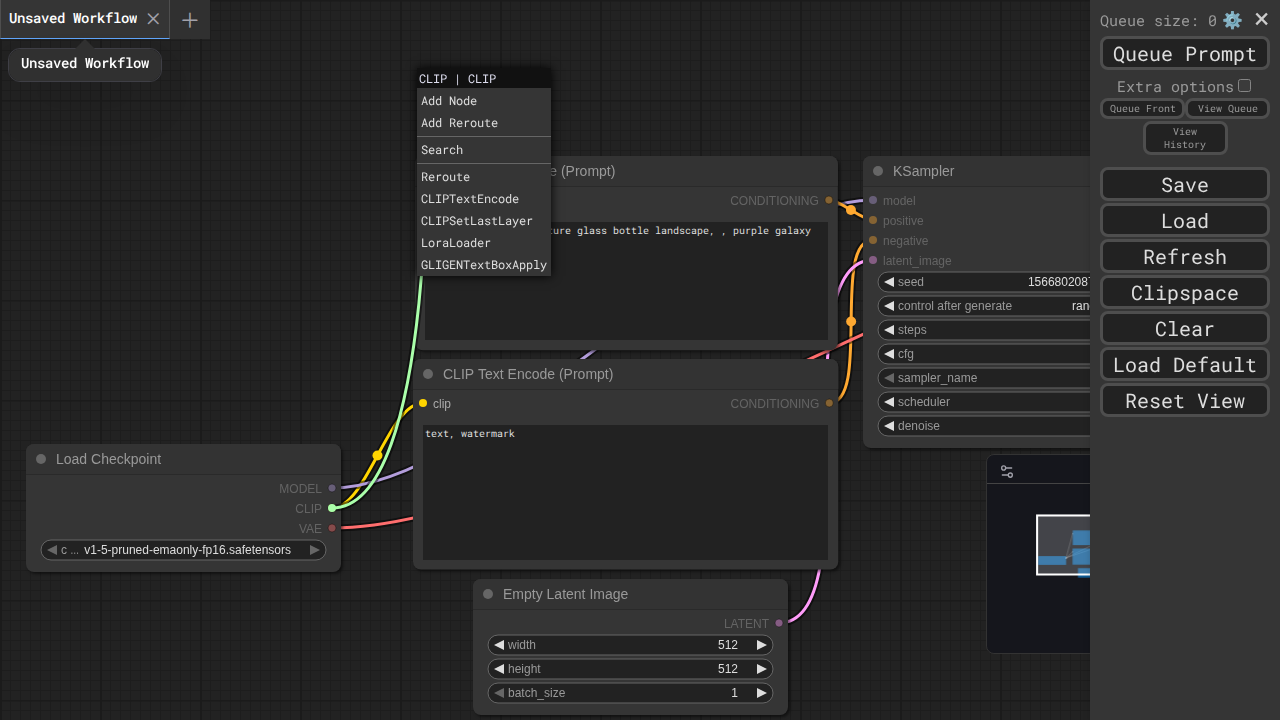 Unsaved Workflow
Unsaved Workflow
CLIP | CLIP
Add Node
Add Reroute
Search
Reroute
CLIPTextEncode
CLIPSetLastLayer
LoraLoader
GLIGENTextBoxApply
e (Prompt)
CONDITIONING
ture glass bottle landscape, , purple galaxy
CLIP Text Encode (Prompt)
clip
CONDITIONING
text, watermark
Load Checkpoint
MODEL
CLIP
VAE
c ... v1-5-pruned-emaonly-fp16.safetensors
Empty Latent Image
LATENT
width 512
height 512
batch_size 1
KSampler
model
positive
negative
latent_image
seed 156680208
control after generate ran
steps
cfg
sampler_name
scheduler
denoise
Queue size: 0
Queue Prompt
Extra options
Queue Front
View Queue
View
History
Save
Load
Refresh
Clipspace
Clear
Load Default
Reset View